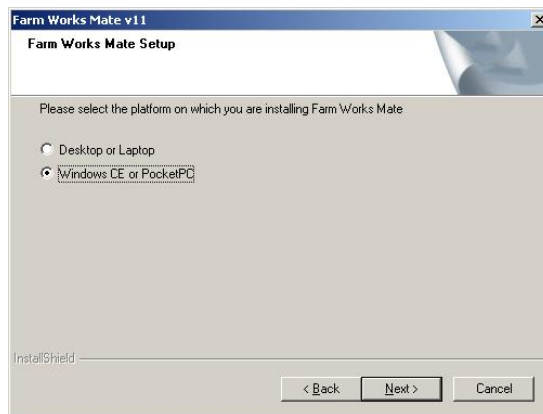 Farm Works Mate v11
Farm Works Mate Setup
Please select the platform on which you are installing Farm Works Mate
Desktop or Laptop
Windows CE or PocketPC
InstallShield
< Back
Next >
Cancel